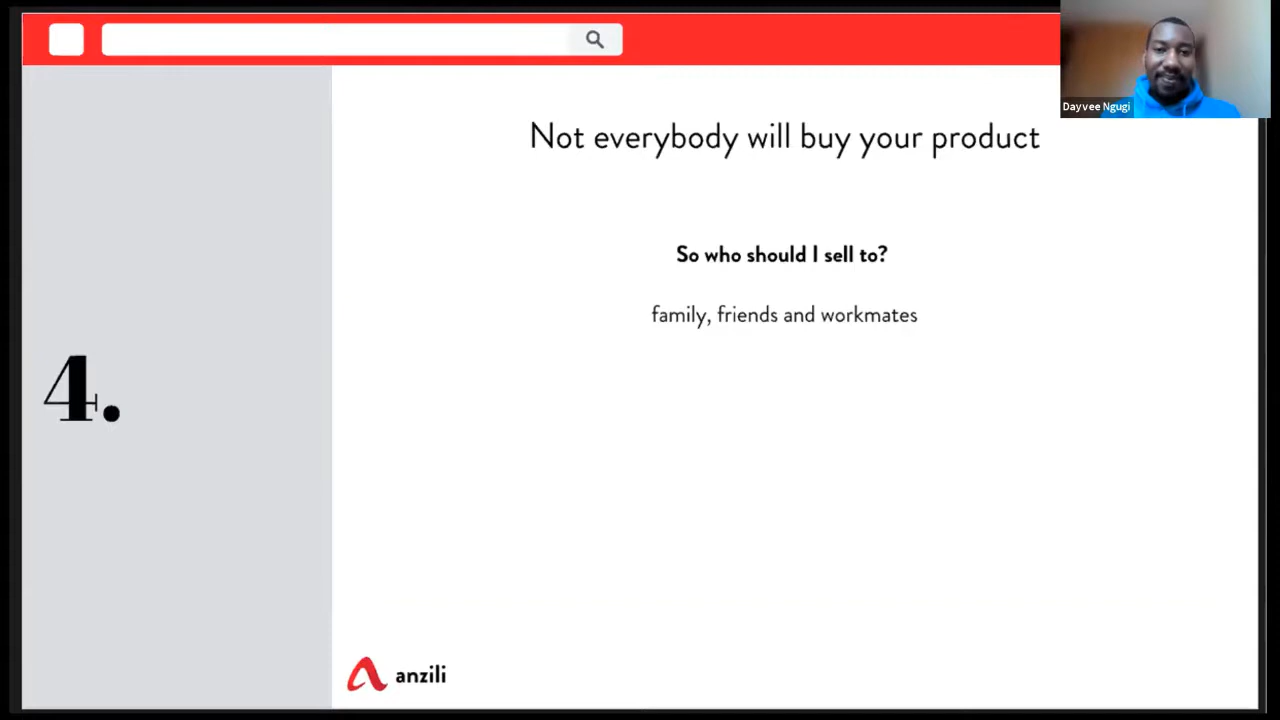 Dayvee Ngugi
Not everybody will buy your product
So who should I sell to?
family, friends and workmates
4.
anzili